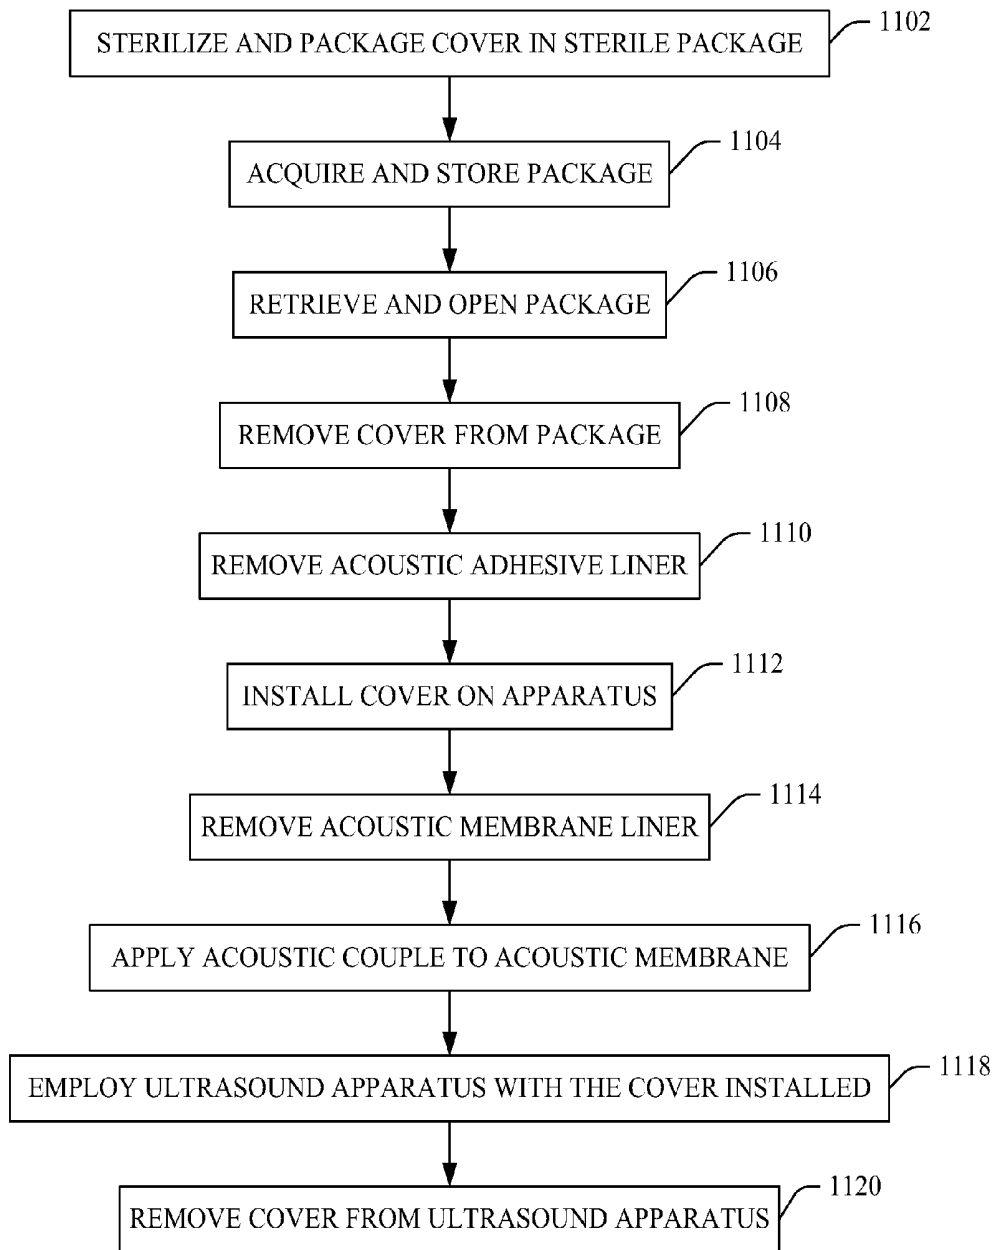 STERILIZE AND PACKAGE COVER IN STERILE PACKAGE
1102
ACQUIRE AND STORE PACKAGE
1104
RETRIEVE AND OPEN PACKAGE
1106
REMOVE COVER FROM PACKAGE
1108
REMOVE ACOUSTIC ADHESIVE LINER
1110
INSTALL COVER ON APPARATUS
1112
REMOVE ACOUSTIC MEMBRANE LINER
1114
APPLY ACOUSTIC COUPLE TO ACOUSTIC MEMBRANE
1116
EMPLOY ULTRASOUND APPARATUS WITH THE COVER INSTALLED
1118
REMOVE COVER FROM ULTRASOUND APPARATUS
1120